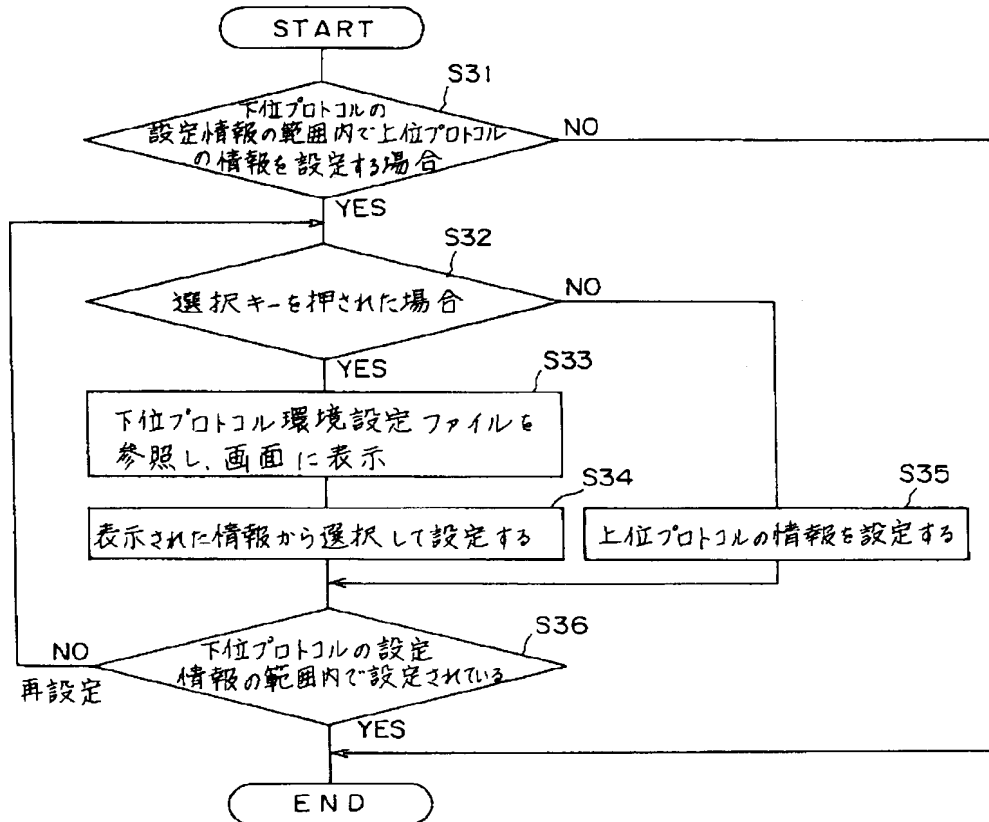 START
S31
下位プロトコルの
設定情報の範囲内で上位プロトコル
の情報を設定する場合
NO
YES
S32
選択キーを押された場合
NO
YES
S33
下位プロトコル環境設定ファイルを
参照し、画面に表示
S34
表示された情報から選択して設定する
S35
上位プロトコルの情報を設定する
S36
下位プロトコルの設定
情報の範囲内で設定されている
NO
再設定
YES
END